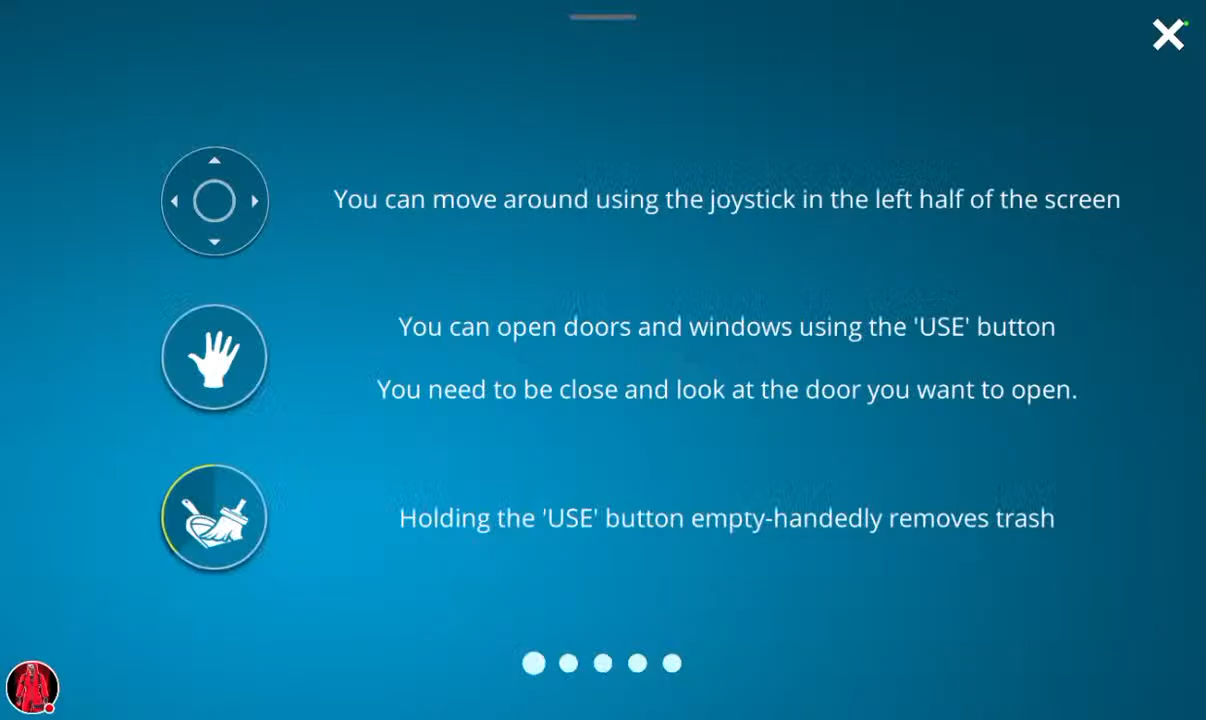 You can move around using the joystick in the left half of the screen
You can open doors and windows using the 'USE' button
You need to be close and look at the door you want to open.
Holding the 'USE' button empty-handedly removes trash